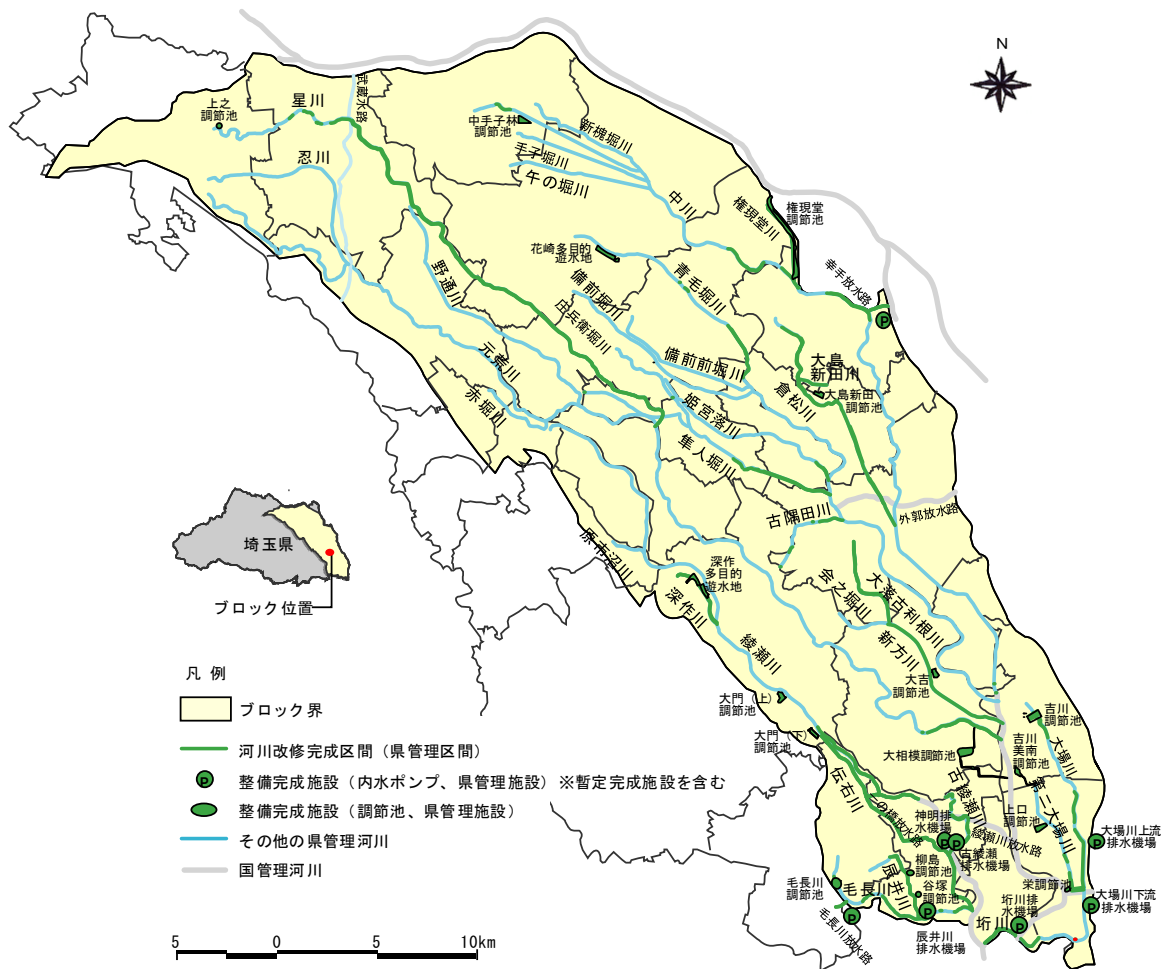 N
武蔵水路
上之
調節池
星川
忍川
中手子林
調節池
新槐堀川
手子堀川
午の堀川
中川
権現堂川
権現堂
調節池
花崎多目的
遊水地
野通川
備前堀川
庄兵衛堀川
青毛堀川
幸手放水路
P
元荒川
赤堀川
備前前堀川
姫宮落川
倉松川
大島
新田川
大島新田
調節池
隼人堀川
古隅田川
外郭放水路
埼玉県
ブロック位置
原市沼川
深作
多目的
遊水地
深作川
綾瀬川
会之堀川
大落古利根川
新方川
大吉
調節池
大門（上）
調節池
大門（下）
調節池
大相模調節池
吉川
調節池
吉川
美南
調節池
大場川
第二大場川
上口
調節池
伝右川
一の橋放水路
古綾瀬川
神明排
水機場
P
P
古綾瀬
排水機場
綾瀬川放水路
大場川上流
排水機場
P
柳島
調節池
谷塚
調節池
辰井川
毛長川
調節池
毛長川
毛長川放水路
P
P
辰井川
排水機場
栄調節池
垳川排
水機場
P
垳川
大場川下流
排水機場
P
凡 例
ブロック界
河川改修完成区間（県管理区間）
P
整備完成施設（内水ポンプ、県管理施設）※暫定完成施設を含む
整備完成施設（調節池、県管理施設）
その他の県管理河川
国管理河川
5 0 5 10km